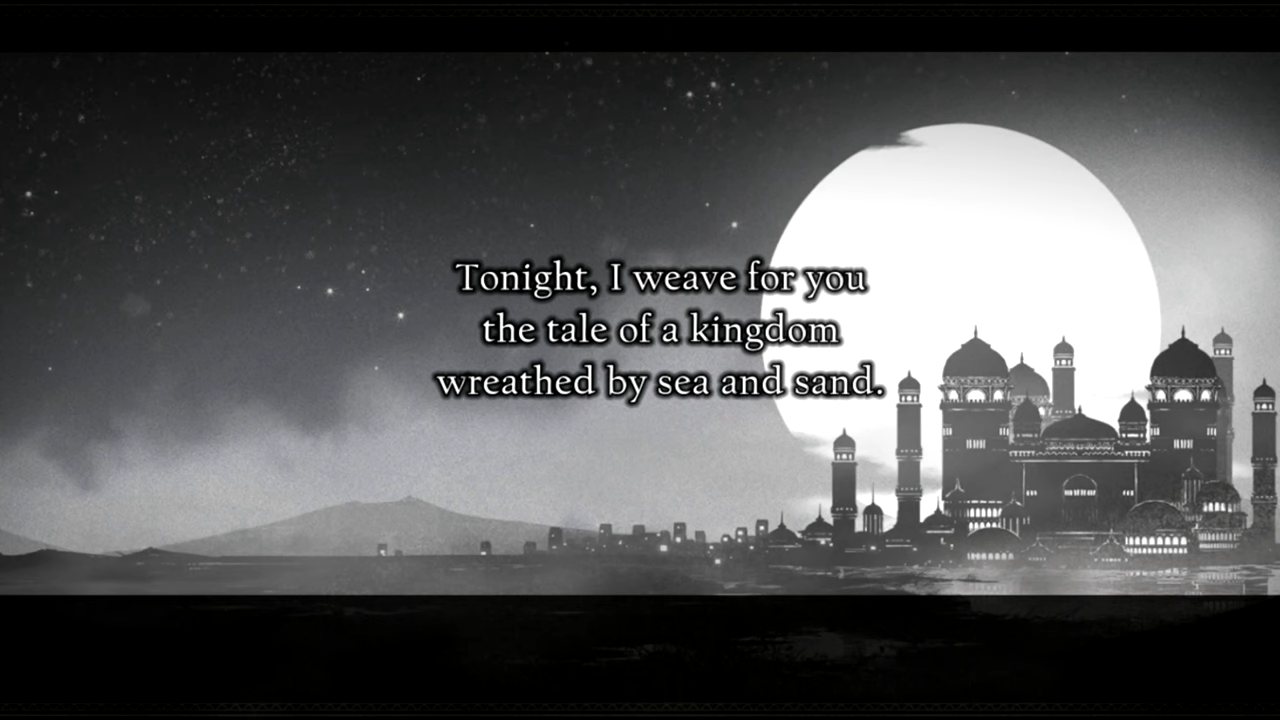 Tonight, I weave for you
the tale of a kingdom
wreathed by sea and sand.